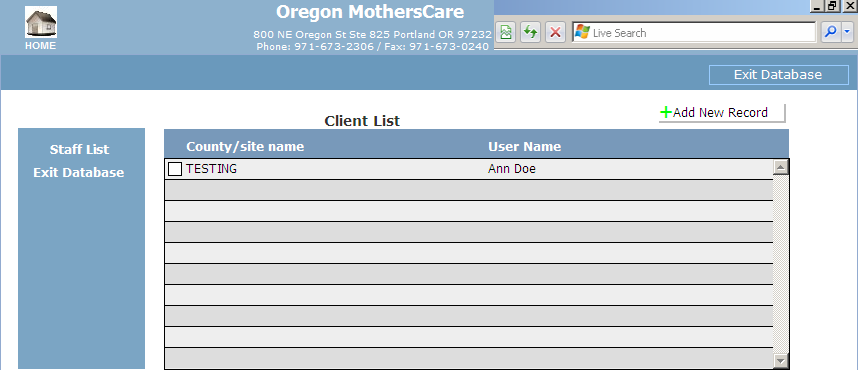 Oregon MothersCare
HOME
800 NE Oregon St Ste 825 Portland OR 97232
Phone: 971-673-2306 / Fax: 971-673-0240
Live Search
Exit Database
Add New Record
Client List
Staff List
Exit Database
County/site name User Name
TESTING Ann Doe